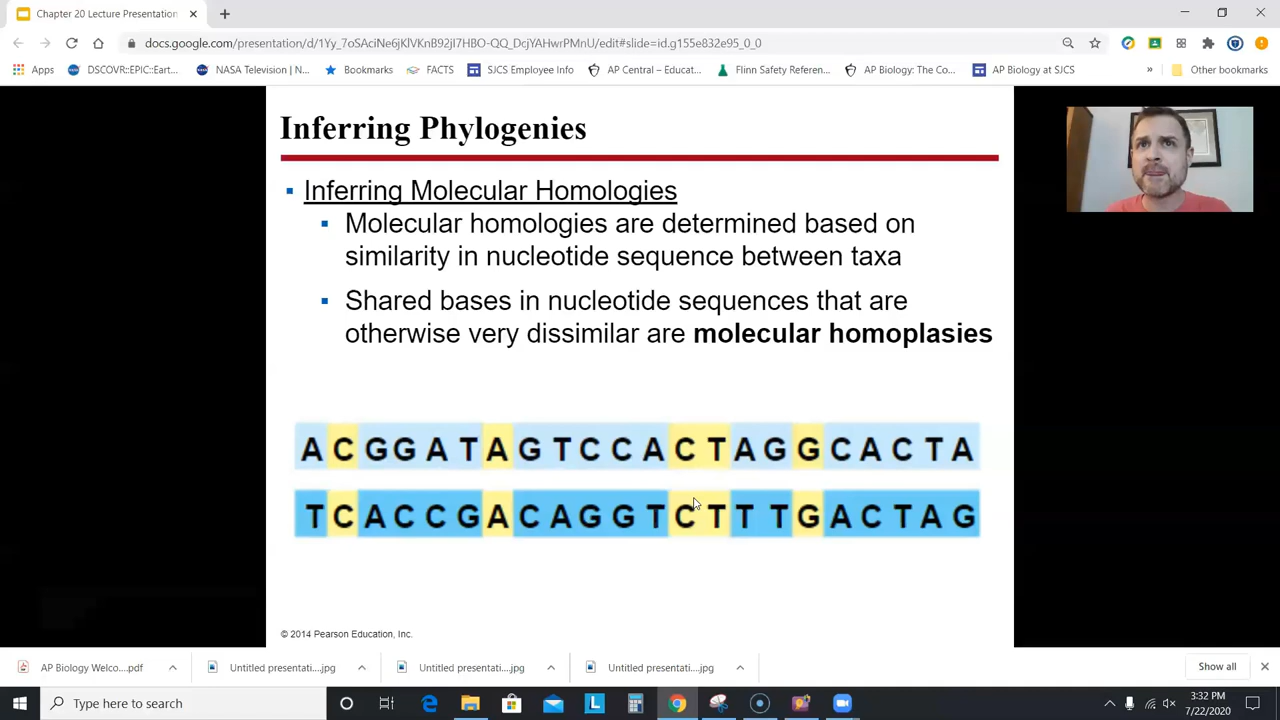 Chapter 20 Lecture Presentation
docs.google.com/presentation/d/1Yy_7oSAciNe6jKlVKnB92iI7HBO-QQ_DcjYAHwrPMnU/edit#slide=id.g155e832e95_0_0
Apps DSCOVR::EPIC::Eart... NASA Television | N... Bookmarks FACTS SJCS Employee Info AP Central – Educat... Flinn Safety Referen... AP Biology: The Co... AP Biology at SJCS » Other bookmarks
Inferring Phylogenies
Inferring Molecular Homologies
Molecular homologies are determined based on
similarity in nucleotide sequence between taxa
Shared bases in nucleotide sequences that are
otherwise very dissimilar are molecular homoplasies
A C G G A T A G T C C A C T A G G C A C T A
T C A C C G A C A G G T C T T T G A C T A G
© 2014 Pearson Education, Inc.
AP Biology Welco....pdf Untitled presentati....jpg Untitled presentati....jpg Untitled presentati....jpg Show all
Type here to search
3:32 PM
7/22/2020